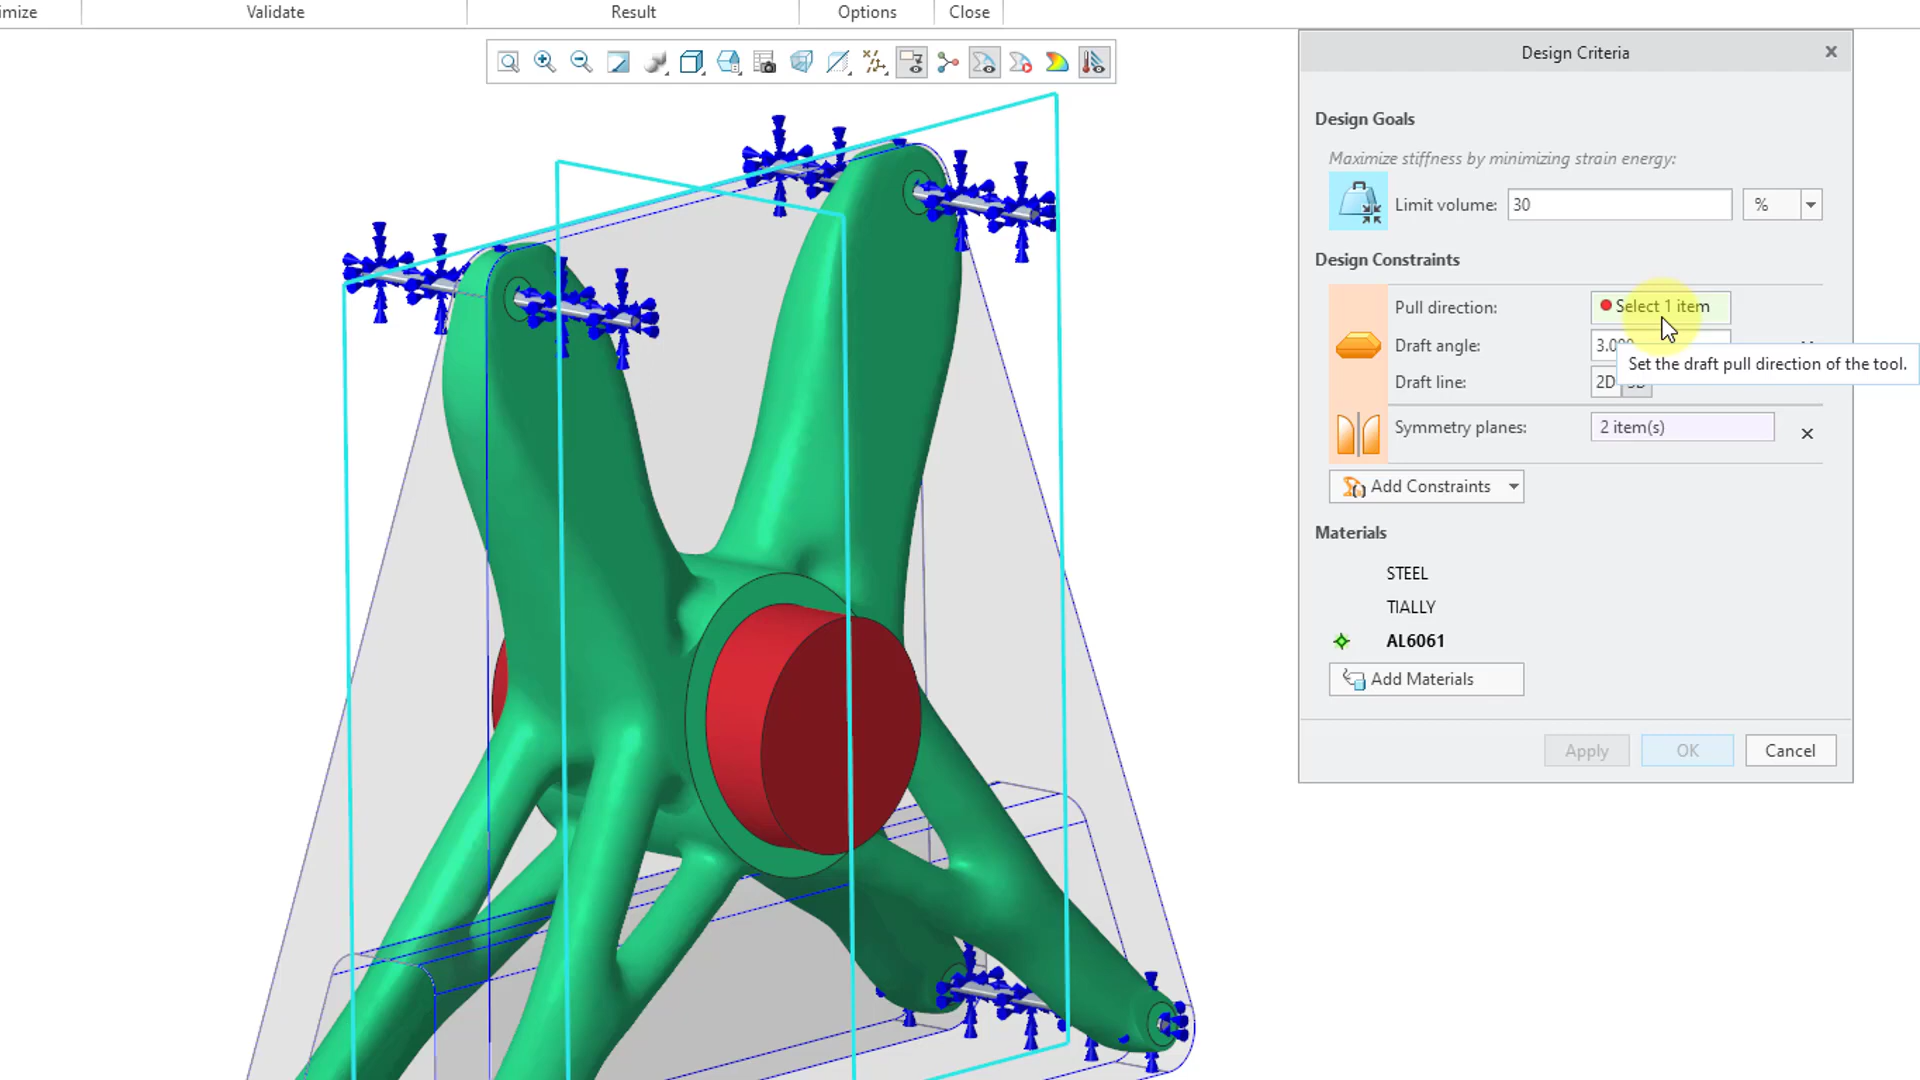 imize
Validate
Result
Options
Close
Design Criteria
Design Goals
Maximize stiffness by minimizing strain energy:
Limit volume: 30 %
Design Constraints
Pull direction: Select 1 item
Draft angle:
Set the draft pull direction of the tool.
Draft line: 2D
Symmetry planes: 2 item(s)
Add Constraints
Materials
STEEL
TIALLY
AL6061
Add Materials
Apply OK Cancel